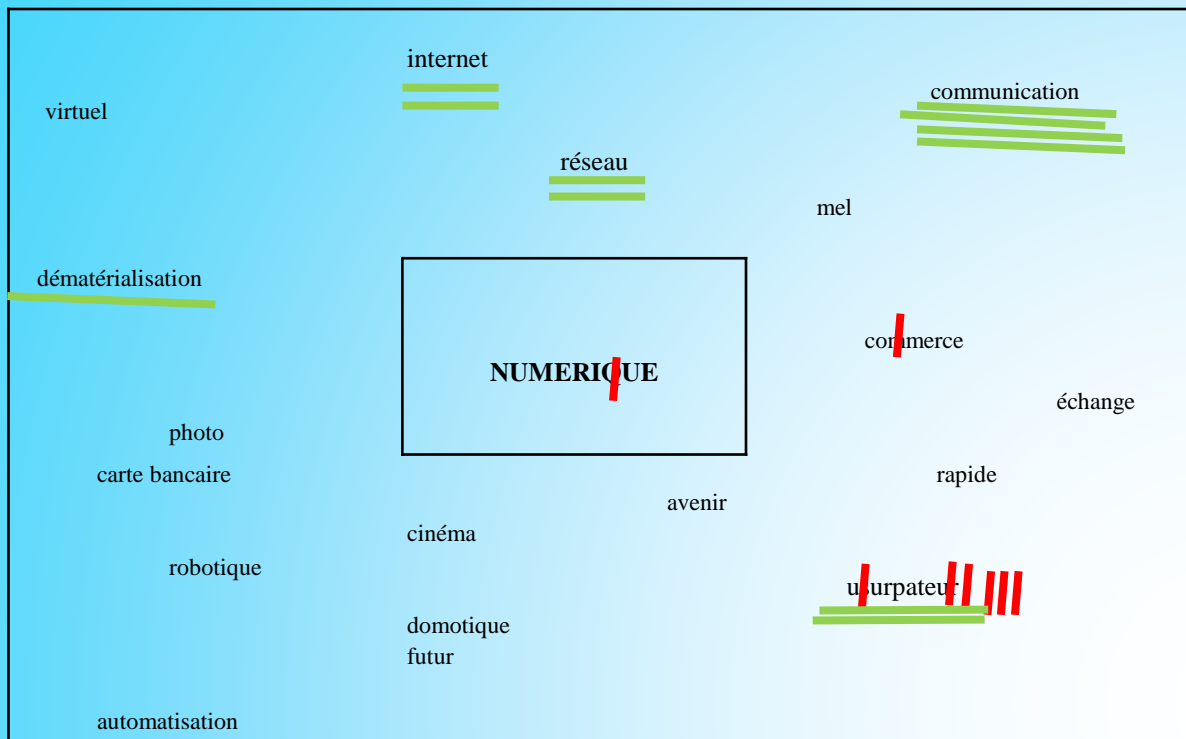 internet
communication
virtuel
réseau
mel
dématérialisation
commerce
NUMERIQUE
échange
photo
carte bancaire
rapide
avenir
cinéma
robotique
usurpateur
domotique
futur
automatisation